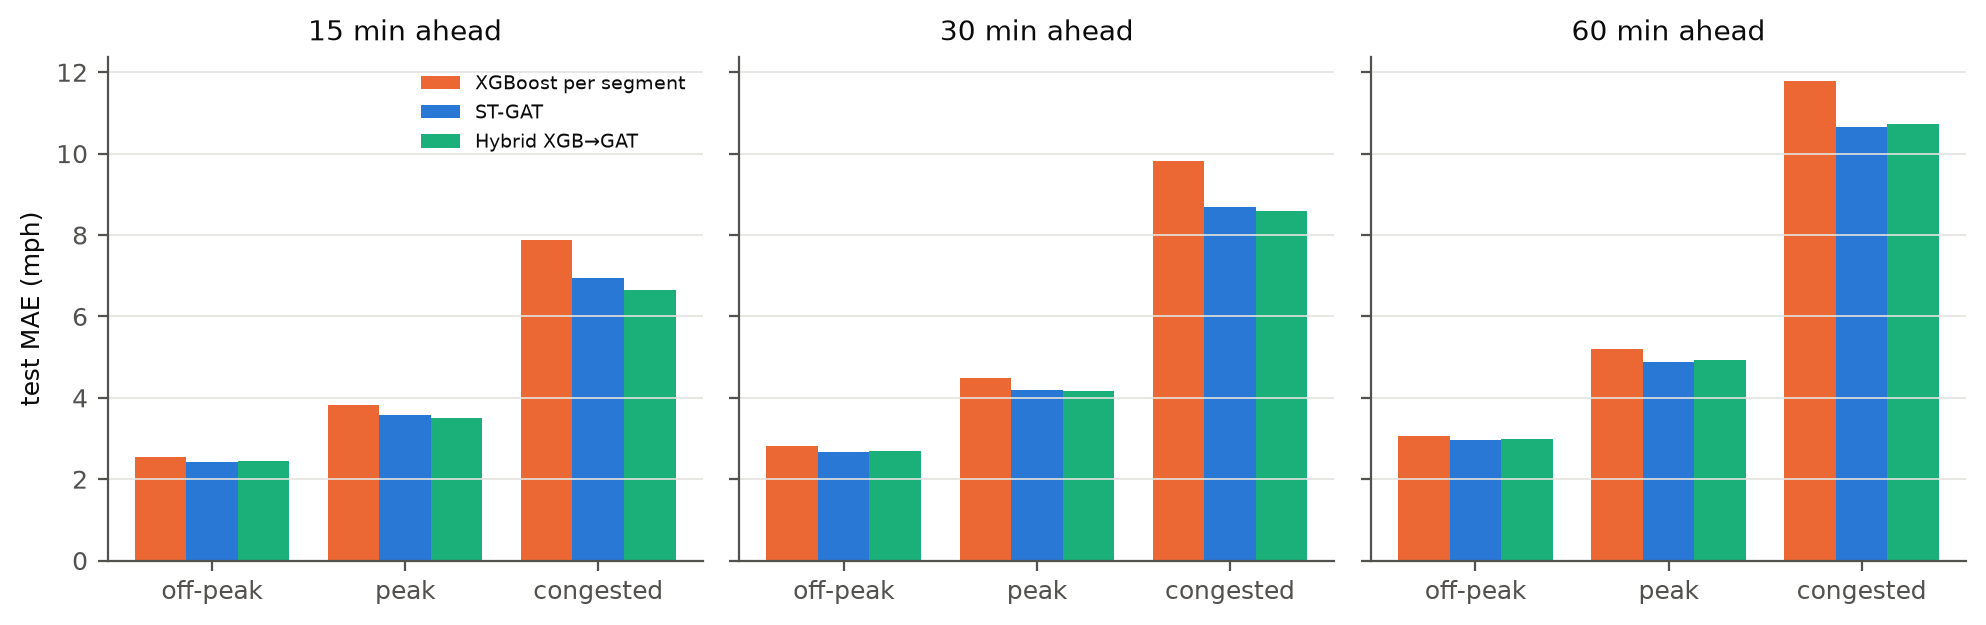 15 min ahead
30 min ahead
60 min ahead
test MAE (mph)
12
10
8
6
4
2
0
XGBoost per segment
ST-GAT
Hybrid XGB→GAT
off-peak
peak
congested
off-peak
peak
congested
off-peak
peak
congested